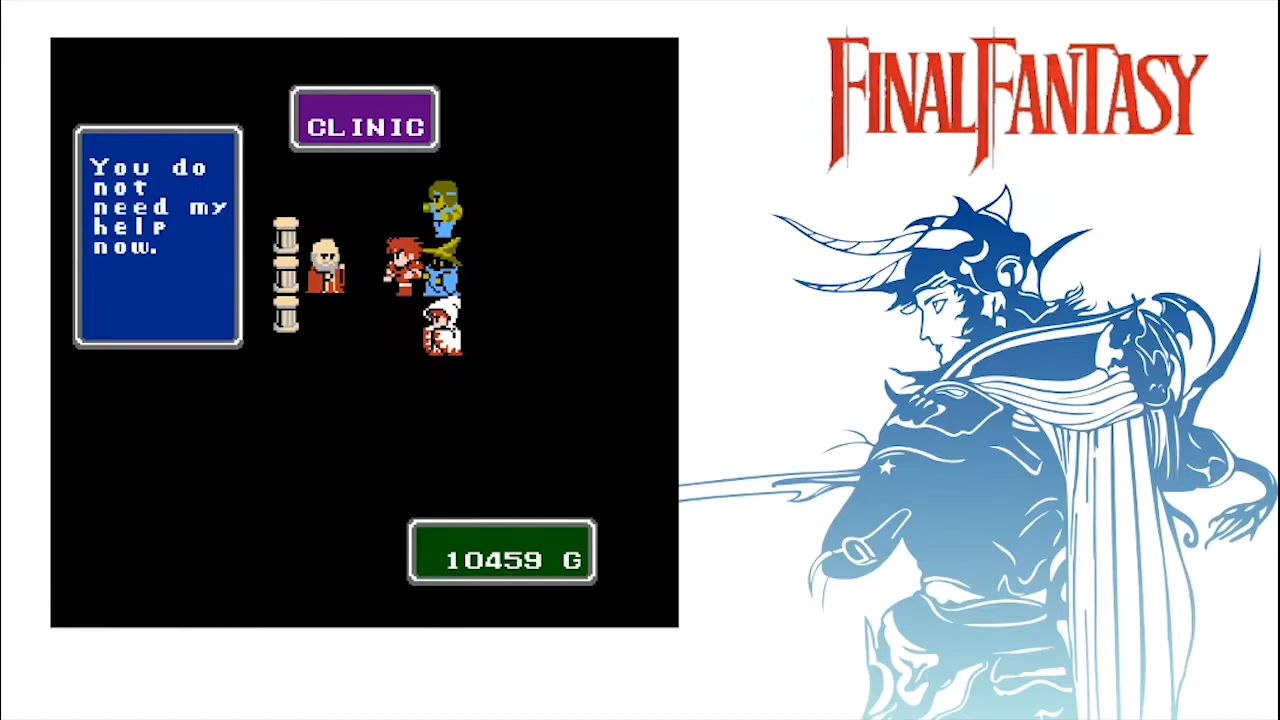 FINAL FANTASY
CLINIC
You do
not
need my
help
now.
10459 G